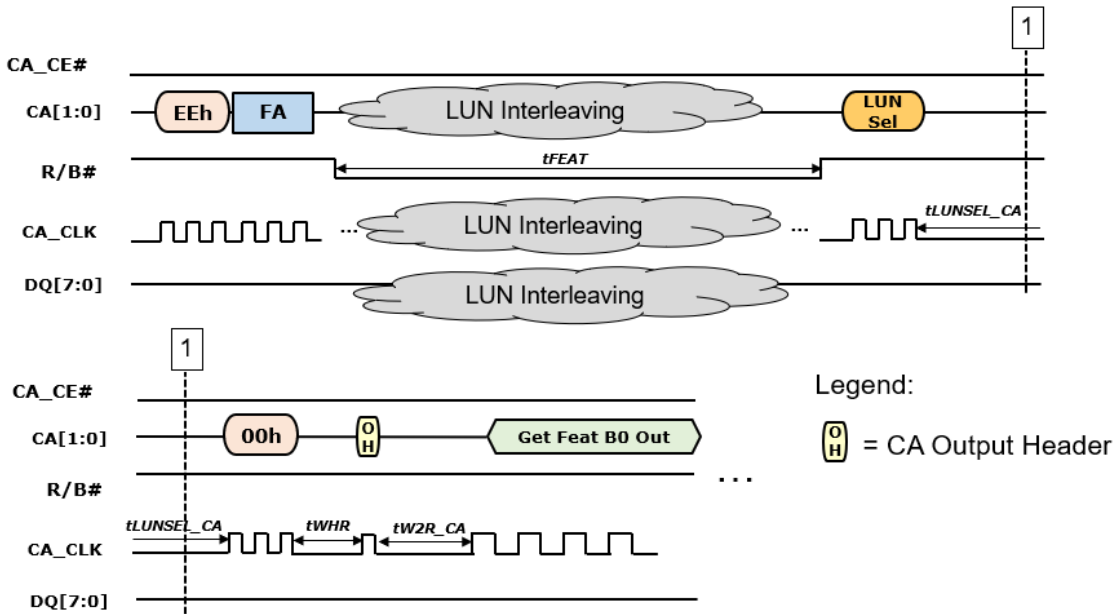 1
CA_CE#
CA[1:0]
EEh
FA
LUN Interleaving
LUN
Sel
R/B#
tFEAT
CA_CLK
...
LUN Interleaving
...
tLUNSEL_CA
DQ[7:0]
LUN Interleaving
1
CA_CE#
Legend:
CA[1:0]
00h
O
H
Get Feat B0 Out
O
H
= CA Output Header
R/B#
...
tLUNSEL_CA
tWHR
tW2R_CA
CA_CLK
DQ[7:0]